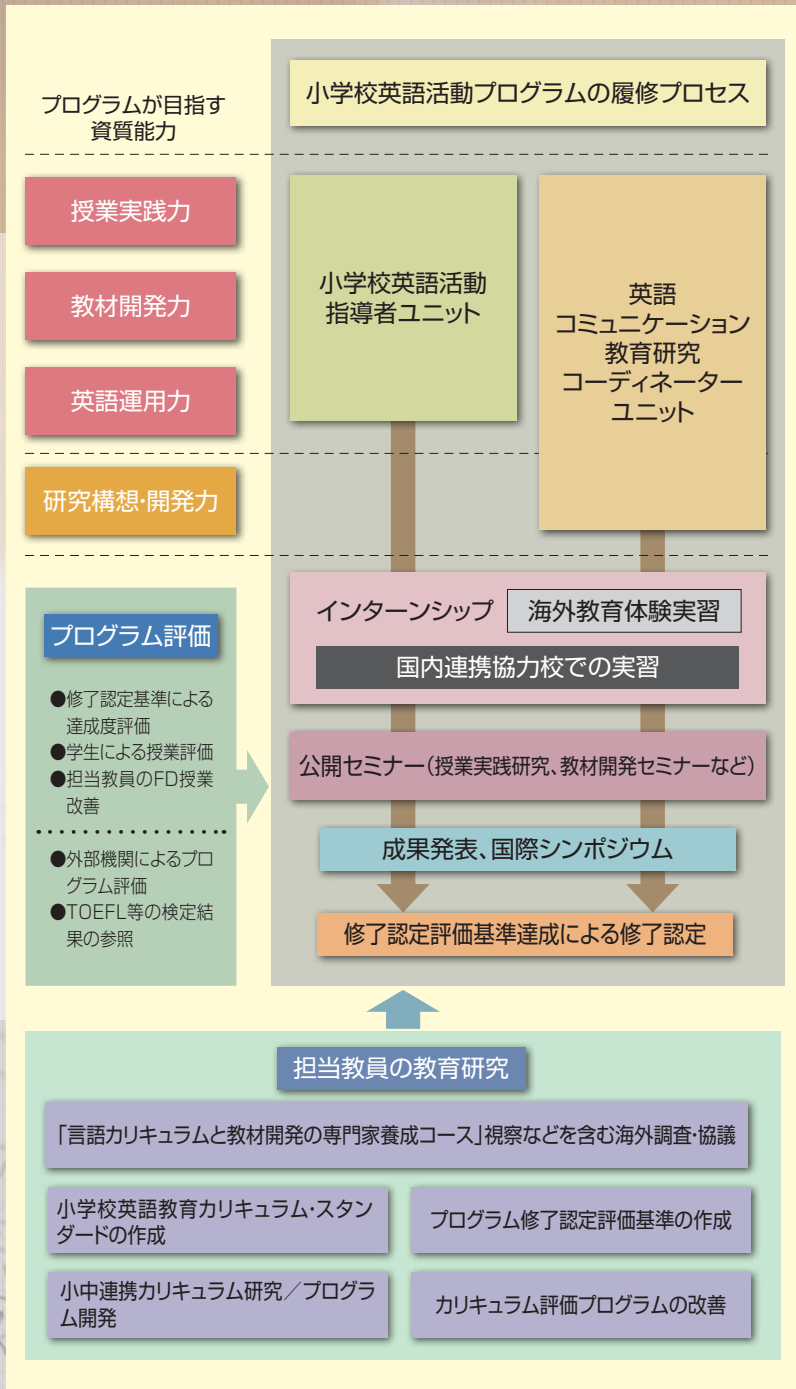 プログラムが目指す
資質能力
小学校英語活動プログラムの履修プロセス
授業実践力
教材開発力
英語運用力
研究構想・開発力
小学校英語活動
指導者ユニット
英語
コミュニケーション
教育研究
コーディネーター
ユニット
プログラム評価
●修了認定基準による
達成度評価
●学生による授業評価
●担当教員のFD授業
改善
●外部機関によるプロ
グラム評価
●TOEFL等の検定結
果の参照
インターンシップ
海外教育体験実習
国内連携協力校での実習
公開セミナー(授業実践研究、教材開発セミナーなど)
成果発表、国際シンポジウム
修了認定評価基準達成による修了認定
担当教員の教育研究
「言語カリキュラムと教材開発の専門家養成コース」視察などを含む海外調査・協議
小学校英語教育カリキュラム・スタン
ダードの作成
プログラム修了認定評価基準の作成
小中連携カリキュラム研究／プログラ
ム開発
カリキュラム評価プログラムの改善